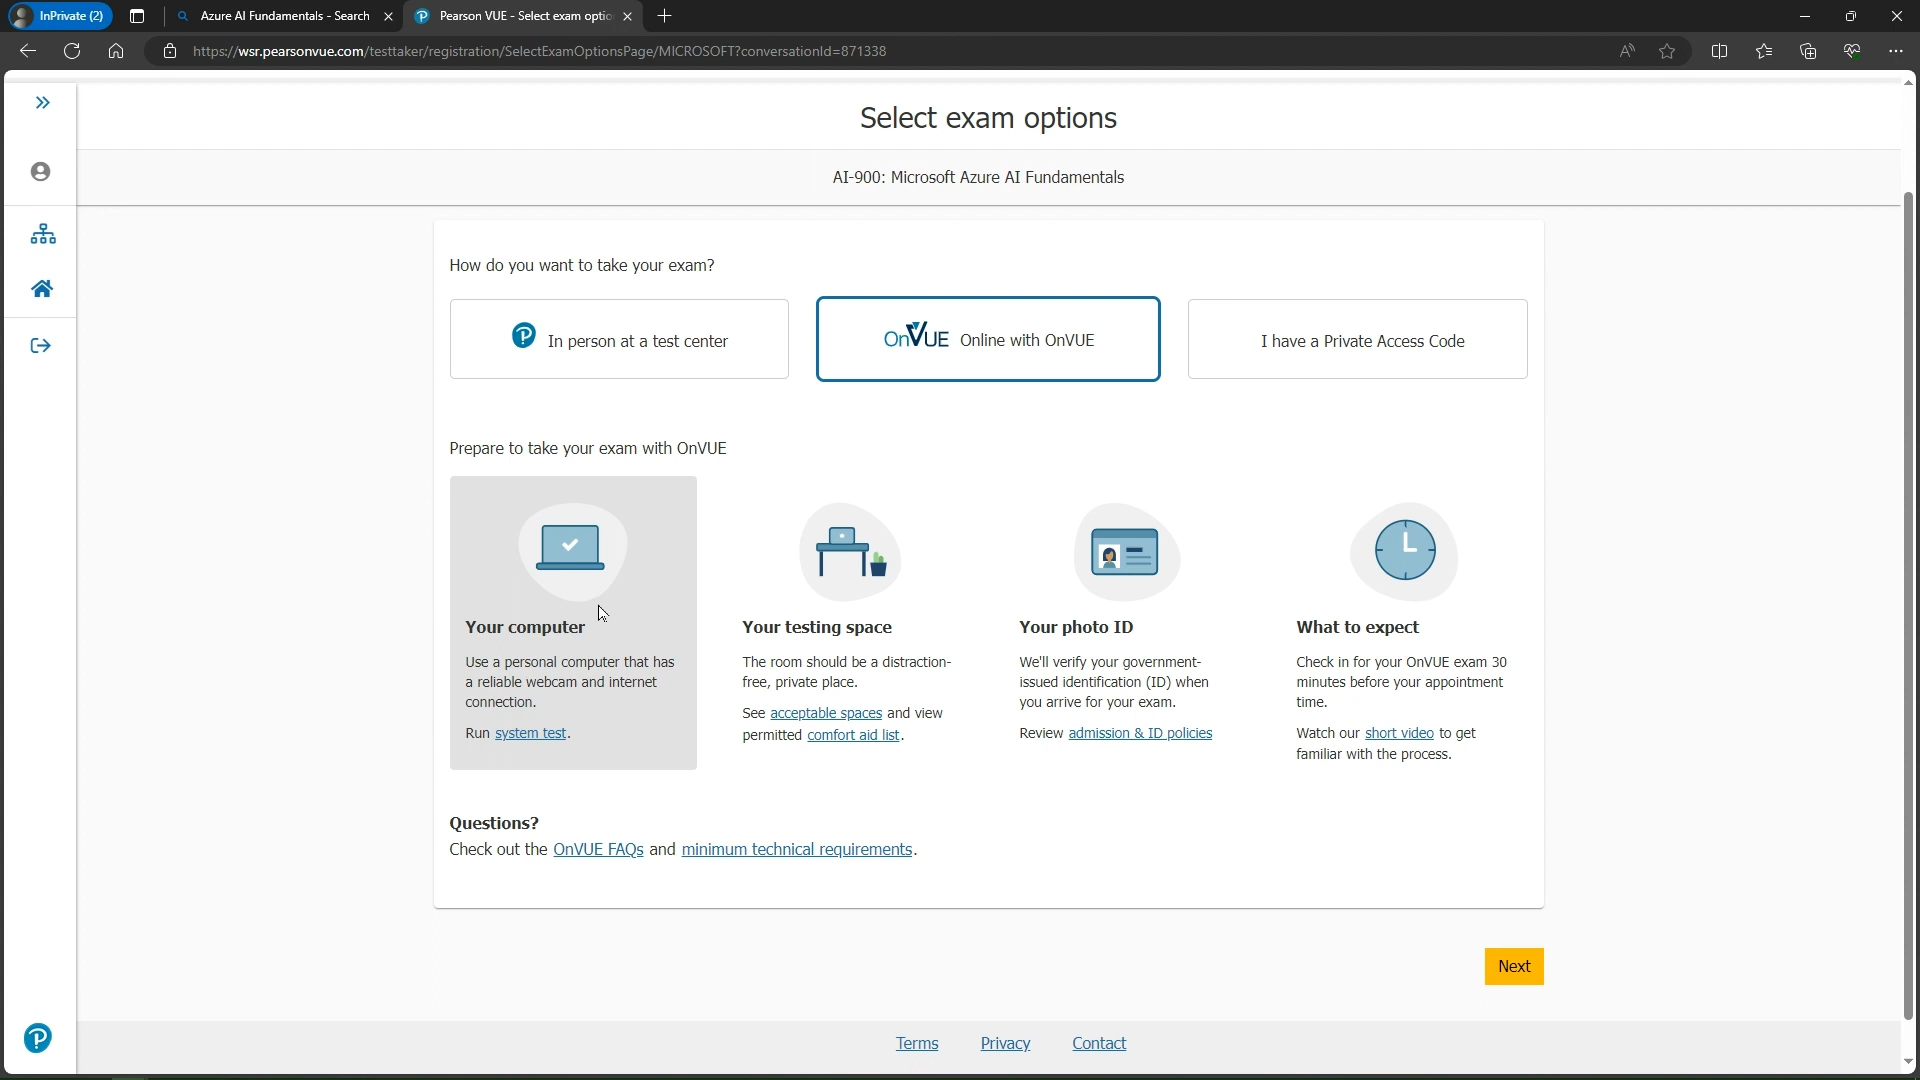 InPrivate (2)
Azure AI Fundamentals - Search
Pearson VUE - Select exam optio
https://wsr.pearsonvue.com/testtaker/registration/SelectExamOptionsPage/MICROSOFT?conversationId=871338
Select exam options
AI-900: Microsoft Azure AI Fundamentals
How do you want to take your exam?
In person at a test center
OnVUE Online with OnVUE
I have a Private Access Code
Prepare to take your exam with OnVUE
Your computer
Use a personal computer that has
a reliable webcam and internet
connection.
Run system test.
Your testing space
The room should be a distraction-
free, private place.
See acceptable spaces and view
permitted comfort aid list.
Your photo ID
We'll verify your government-
issued identification (ID) when
you arrive for your exam.
Review admission & ID policies
What to expect
Check in for your OnVUE exam 30
minutes before your appointment
time.
Watch our short video to get
familiar with the process.
Questions?
Check out the OnVUE FAQs and minimum technical requirements.
Next
Terms
Privacy
Contact